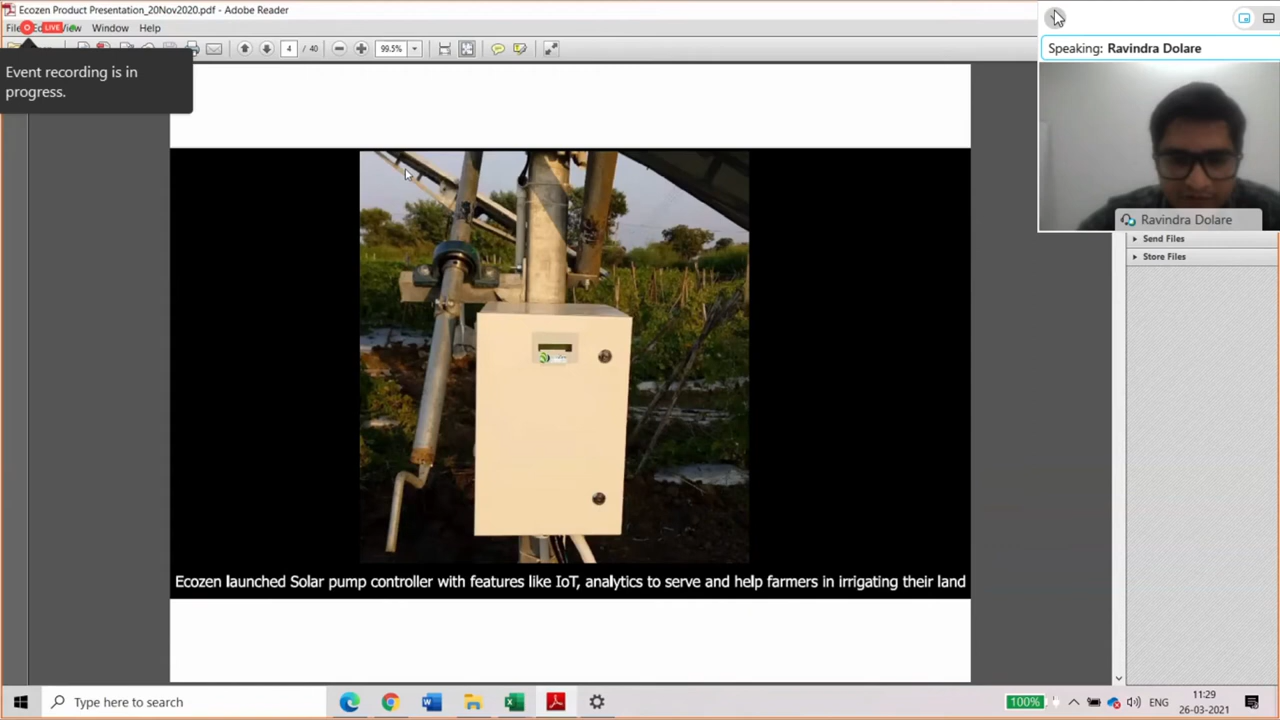 Ecozen Product Presentation_20Nov2020.pdf - Adobe Reader
File Edit View Window Help
LIVE
4 / 40
99.5%
Event recording is in
progress.
Speaking: Ravindra Dolare
Ravindra Dolare
Send Files
Store Files
Ecozen launched Solar pump controller with features like IoT, analytics to serve and help farmers in irrigating their land
Type here to search
100%
ENG
11:29
26-03-2021